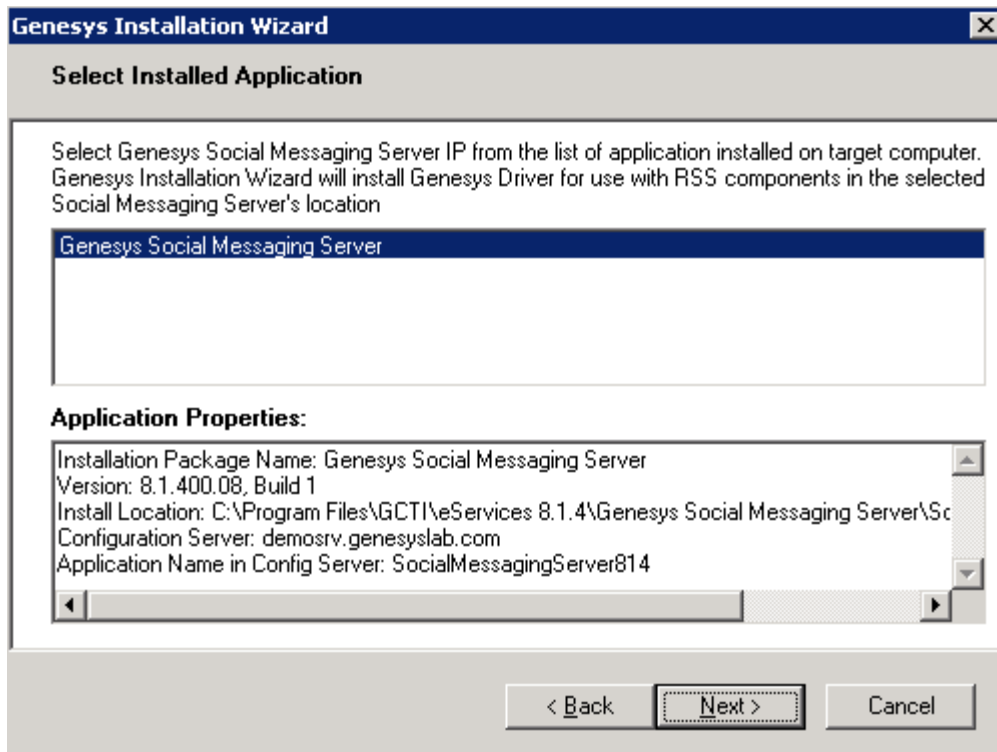 Genesys Installation Wizard
Select Installed Application
Select Genesys Social Messaging Server IP from the list of application installed on target computer.
Genesys Installation Wizard will install Genesys Driver for use with RSS components in the selected
Social Messaging Server's location
Genesys Social Messaging Server
Application Properties:
Installation Package Name: Genesys Social Messaging Server
Version: 8.1.400.08, Build 1
Install Location: C:\Program Files\GCTI\eServices 8.1.4\Genesys Social Messaging Server\Sc
Configuration Server: demosrv.genesyslab.com
Application Name in Config Server: SocialMessagingServer814
< Back Next > Cancel